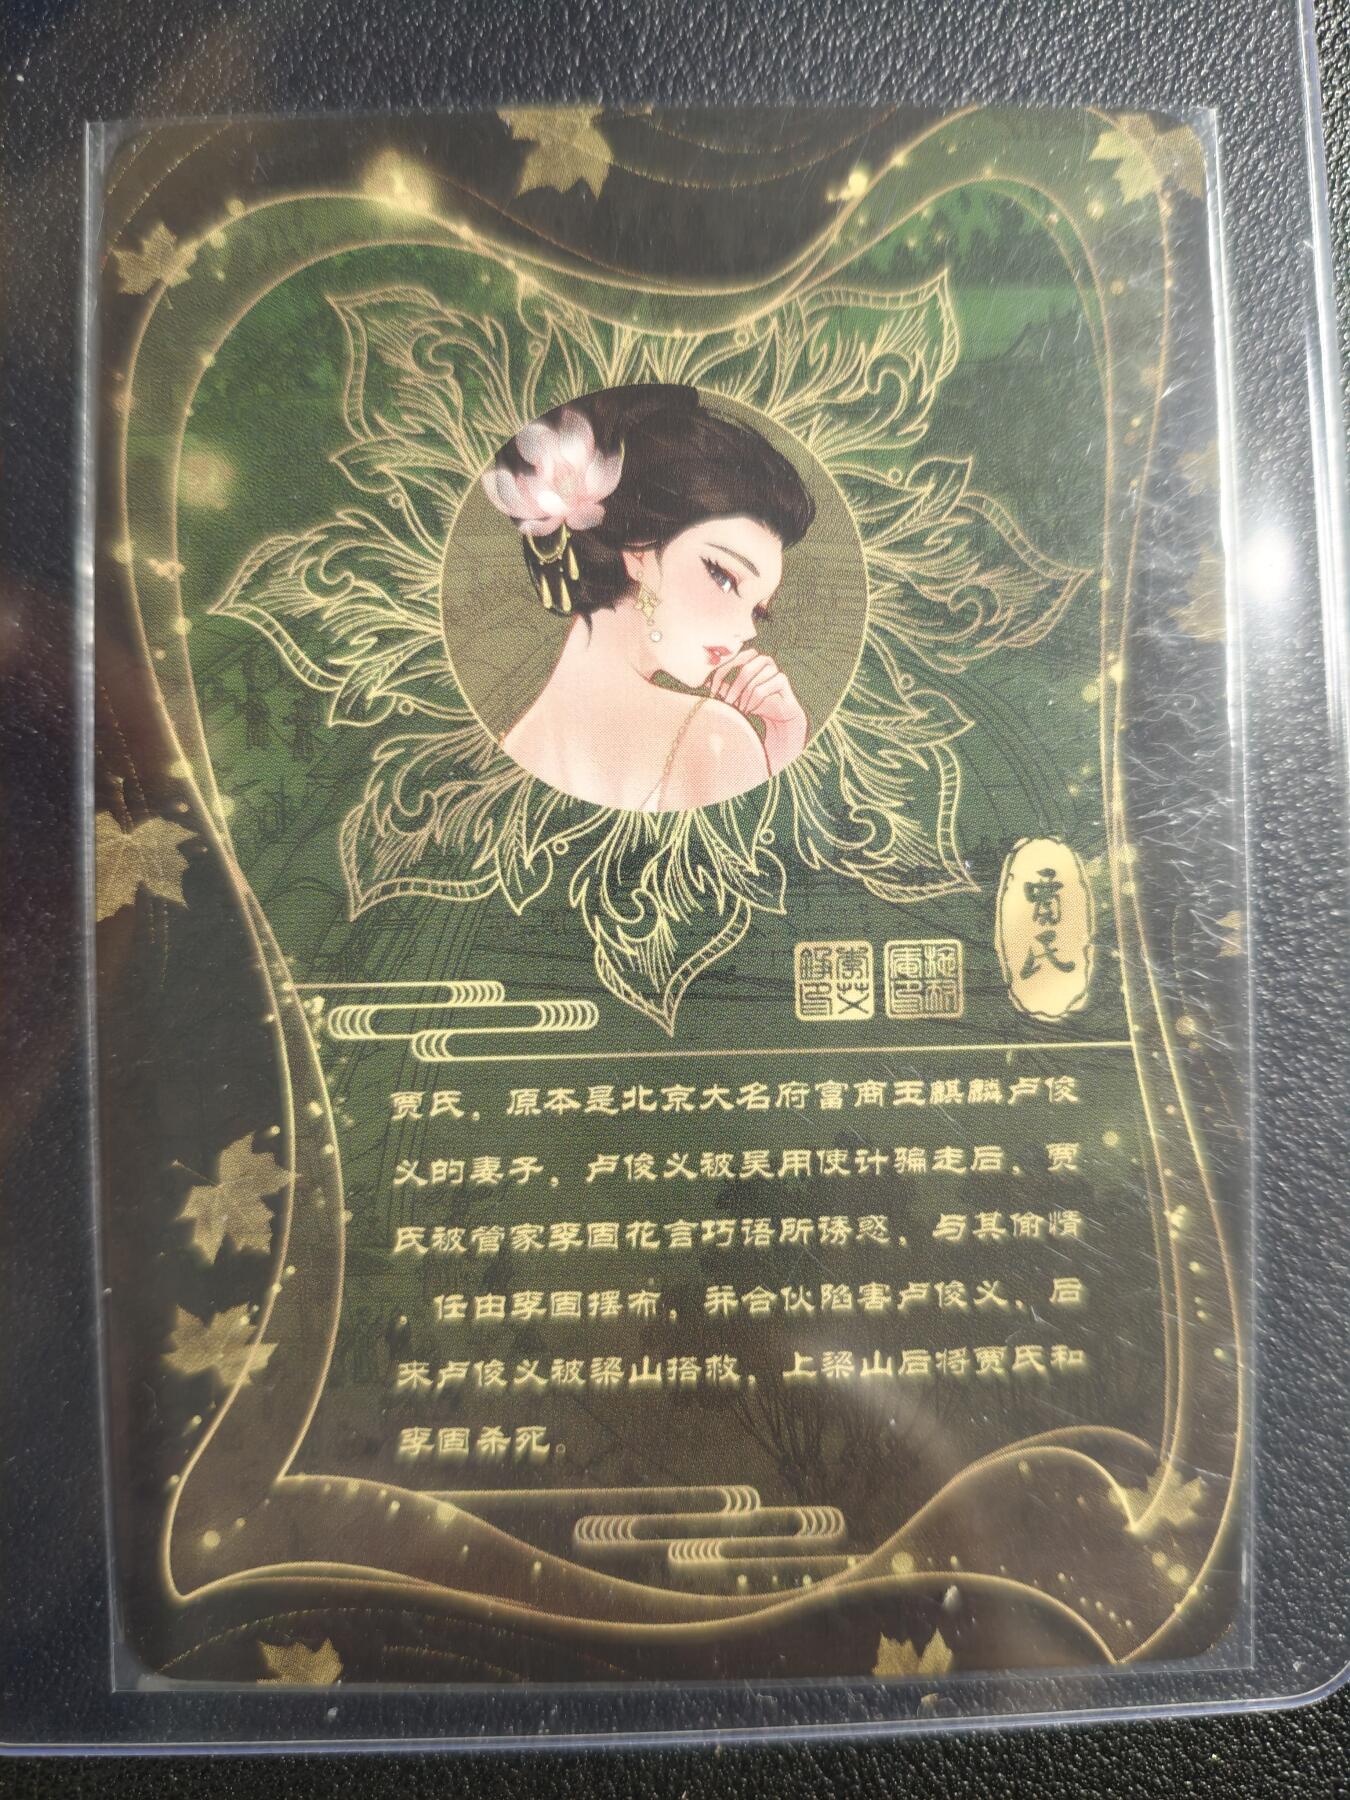 贾氏
贾氏，原本是北京大名府富商玉麒麟卢俊
义的妻子，卢俊义被吴用使计骗走后，贾
氏被管家李固花言巧语所诱惑，与其偷情
，任由李固摆布，并合伙陷害卢俊义，后
来卢俊义被梁山搭救，上梁山后将贾氏和
李固杀死。